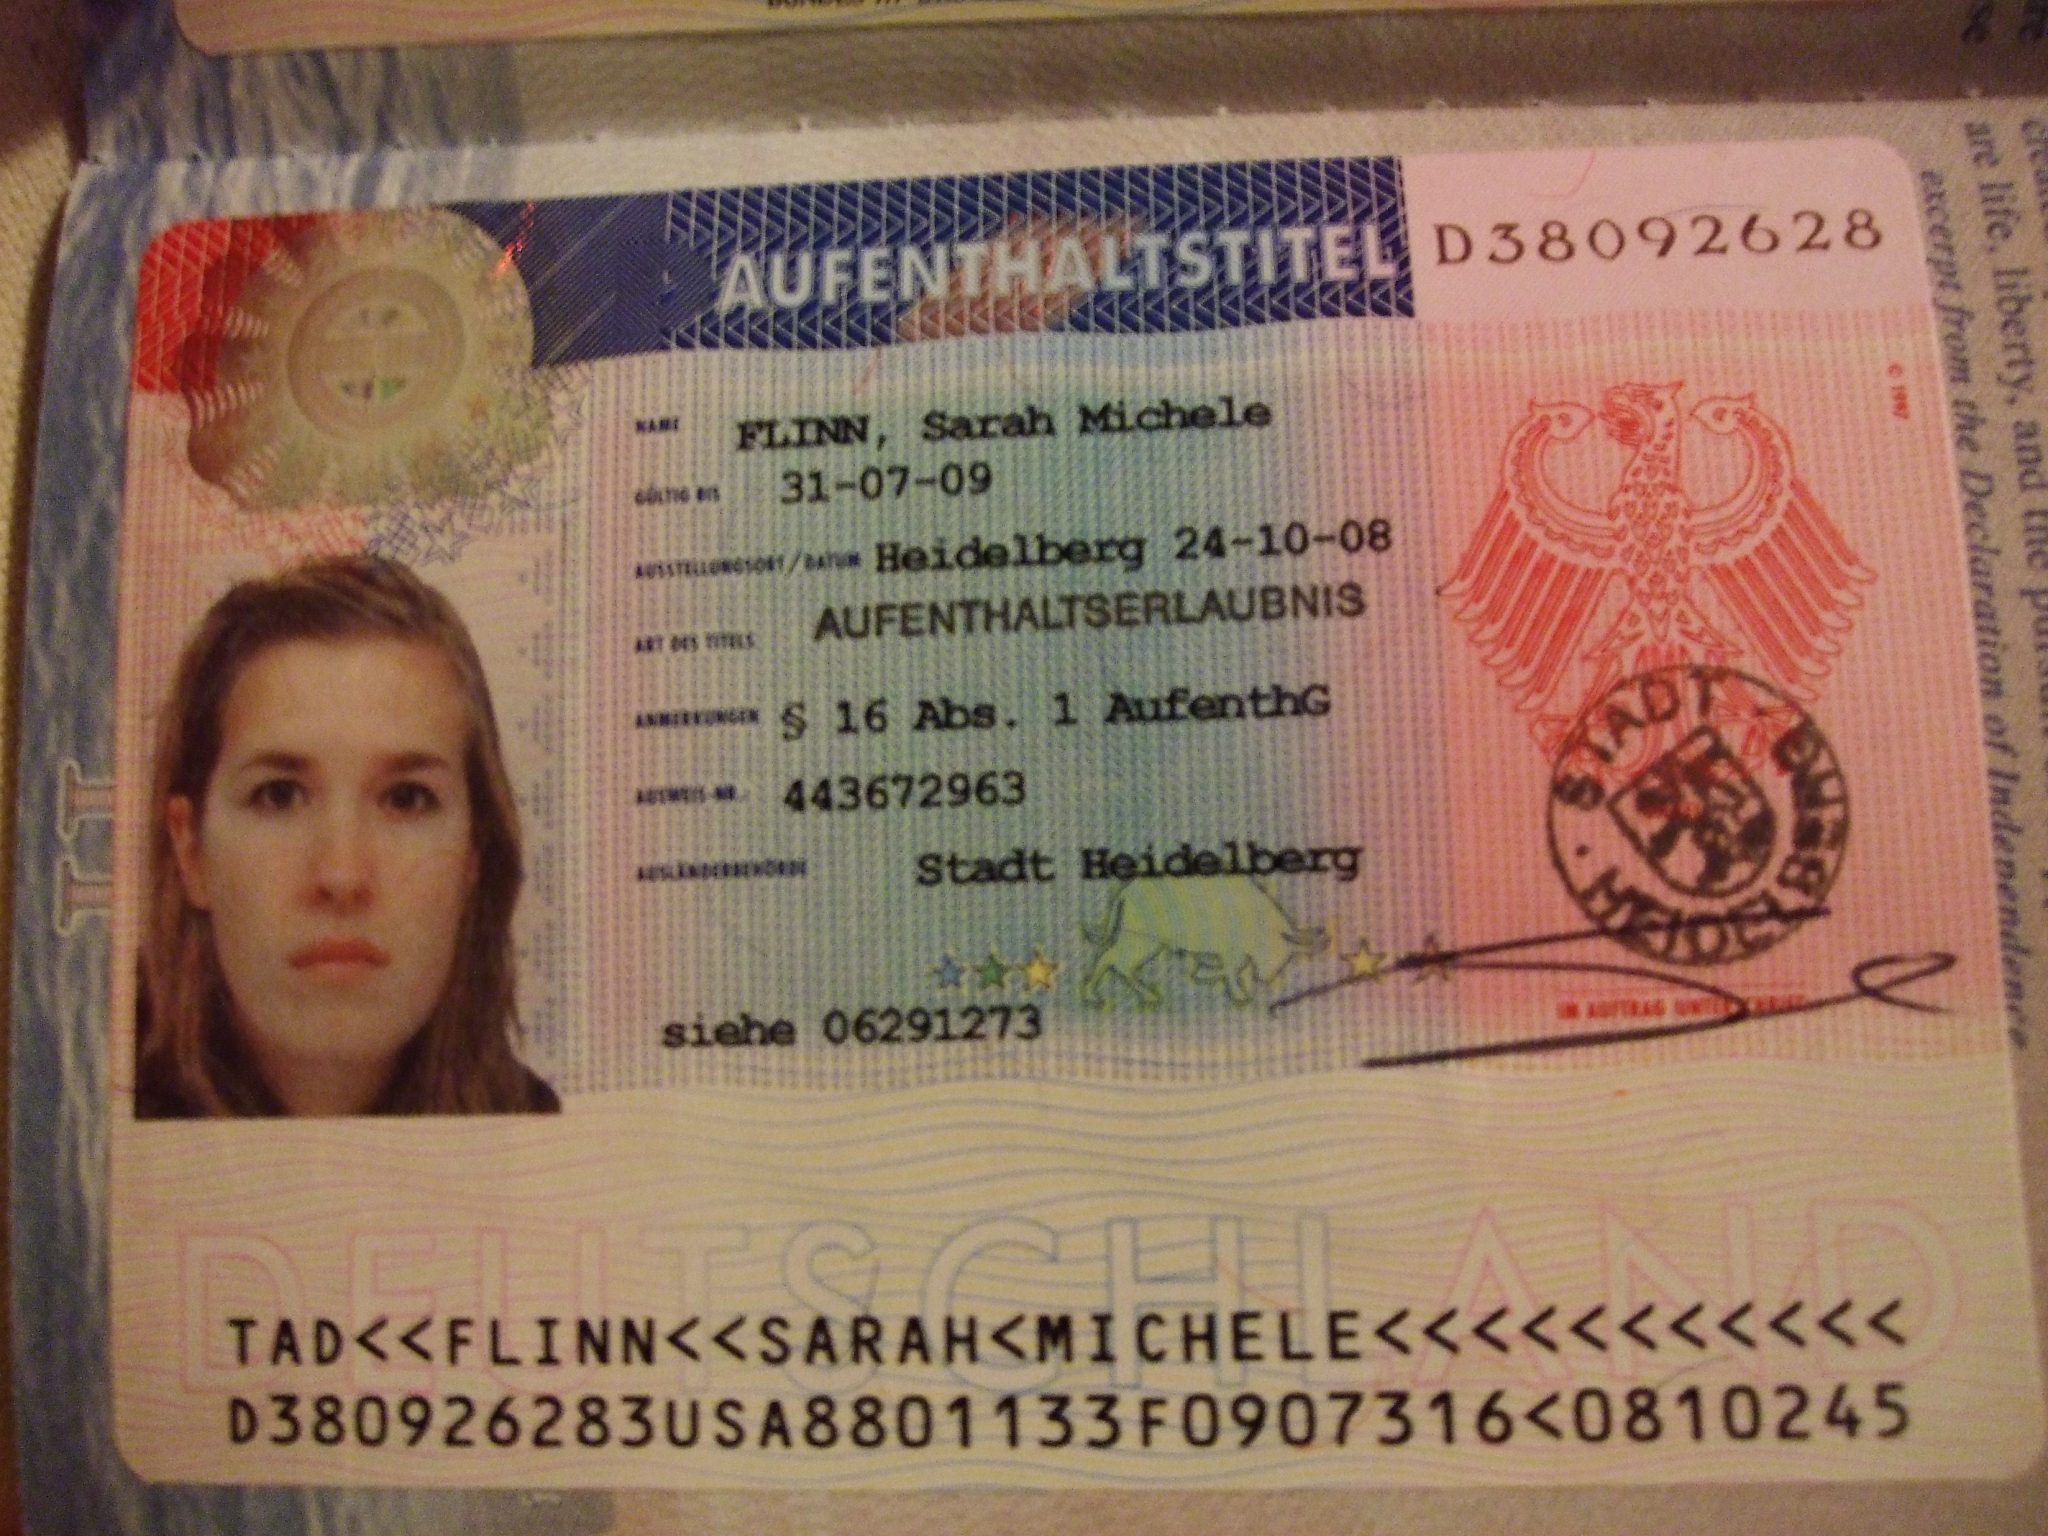 AUFENTHALTSTITEL D38092628
© 1997
NAME FLINN, Sarah Michele
GÜLTIG BIS 31-07-09
AUSSTELLUNGSORT/DATUM Heidelberg 24-10-08
ART DES TITELS AUFENTHALTSERLAUBNIS
ANMERKUNGEN § 16 Abs. 1 AufenthG
AUSWEIS-NR.: 443672963
AUSLÄNDERBEHÖRDE Stadt Heidelberg
STADT HEIDELBERG
IM AUFTRAG UNTERSCHRIFT
siehe 06291273
DEUTSCHLAND
TAD<<FLINN<<SARAH<MICHELE<<<<<<<<<<<
D380926283USA8801133F0907316<0810245
are life, liberty, and the
excerpt from the Declaration of Independence